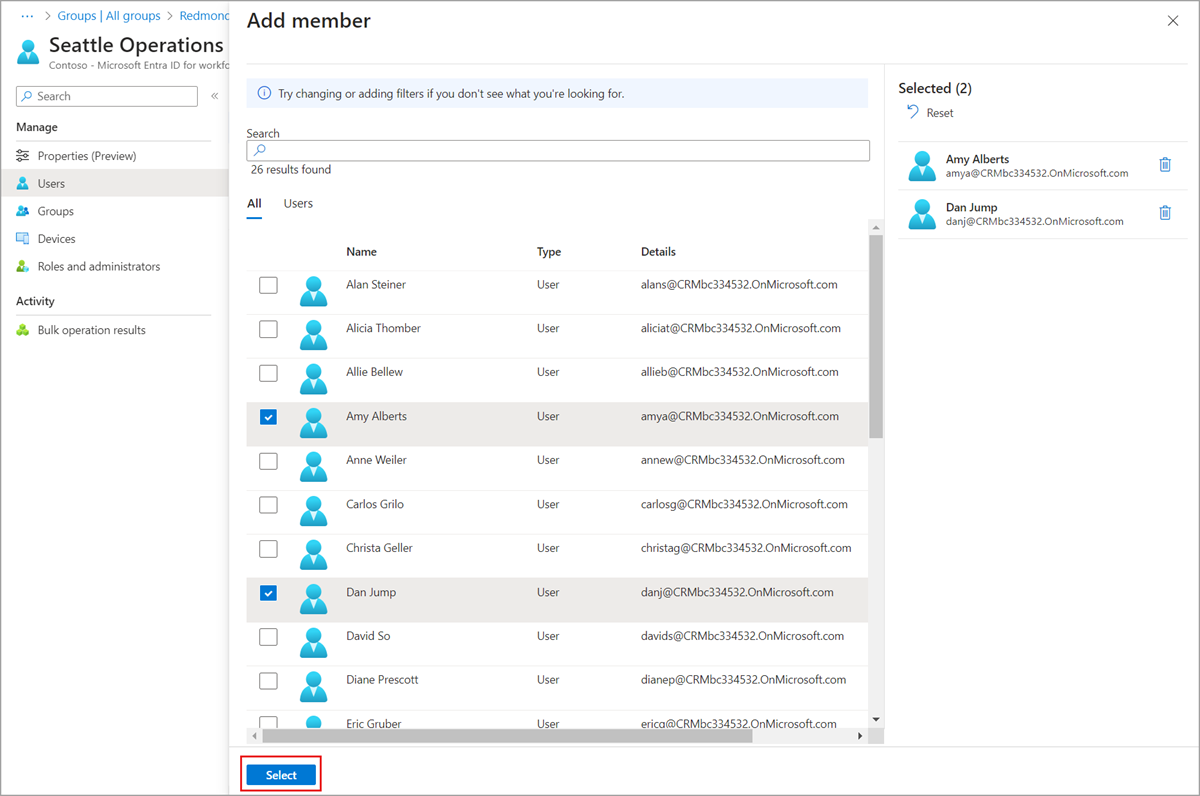 ··· > Groups | All groups > Redmond
Seattle Operations
Contoso - Microsoft Entra ID for workfo
Search «
Manage
Properties (Preview)
Users
Groups
Devices
Roles and administrators
Activity
Bulk operation results
Add member
Try changing or adding filters if you don't see what you're looking for.
Search
26 results found
All Users
Name Type Details
Alan Steiner User alans@CRMbc334532.OnMicrosoft.com
Alicia Thomber User aliciat@CRMbc334532.OnMicrosoft.com
Allie Bellew User allieb@CRMbc334532.OnMicrosoft.com
Amy Alberts User amya@CRMbc334532.OnMicrosoft.com
Anne Weiler User annew@CRMbc334532.OnMicrosoft.com
Carlos Grilo User carlosg@CRMbc334532.OnMicrosoft.com
Christa Geller User christag@CRMbc334532.OnMicrosoft.com
Dan Jump User danj@CRMbc334532.OnMicrosoft.com
David So User davids@CRMbc334532.OnMicrosoft.com
Diane Prescott User dianep@CRMbc334532.OnMicrosoft.com
Eric Gruber User ericg@CRMbc334532.OnMicrosoft.com
Select
Selected (2)
Reset
Amy Alberts
amya@CRMbc334532.OnMicrosoft.com
Dan Jump
danj@CRMbc334532.OnMicrosoft.com